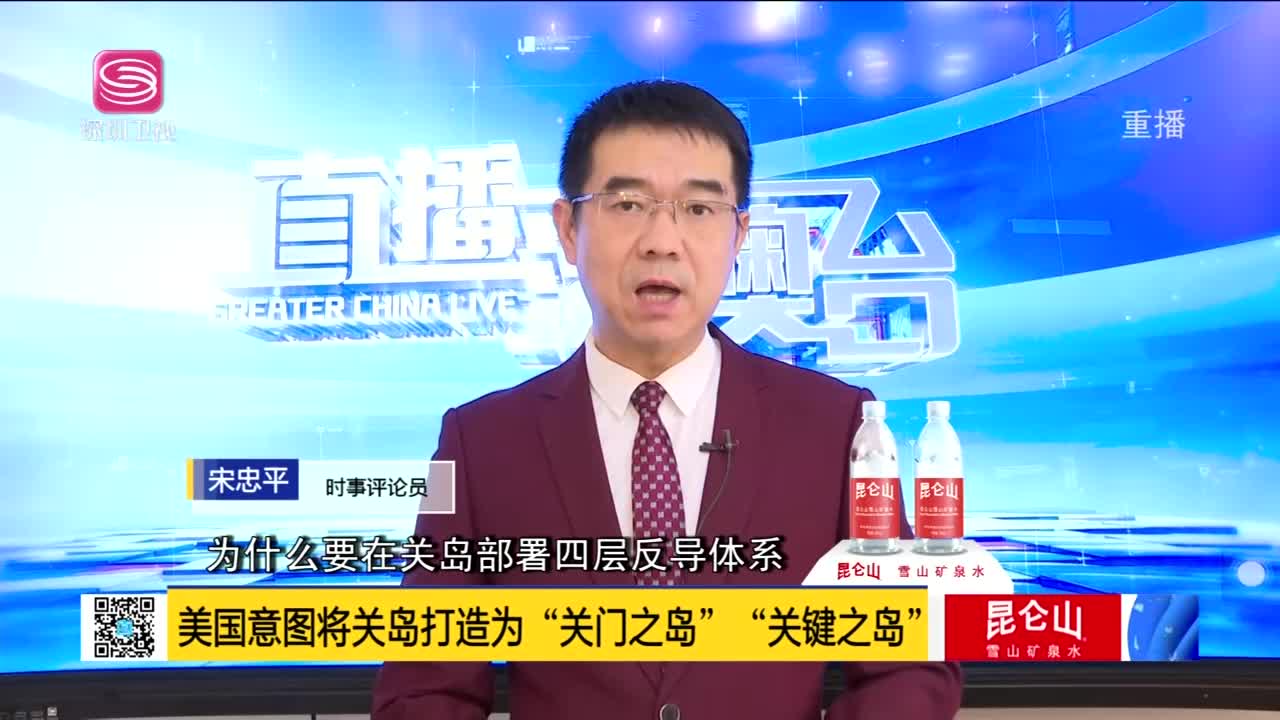 深圳卫视
重播
直播港澳台
GREATER CHINA LIVE
宋忠平
时事评论员
为什么要在关岛部署四层反导体系
美国意图将关岛打造为“关门之岛”“关键之岛”
昆仑山
昆仑山
昆仑山
雪山矿泉水
昆仑山
雪山矿泉水